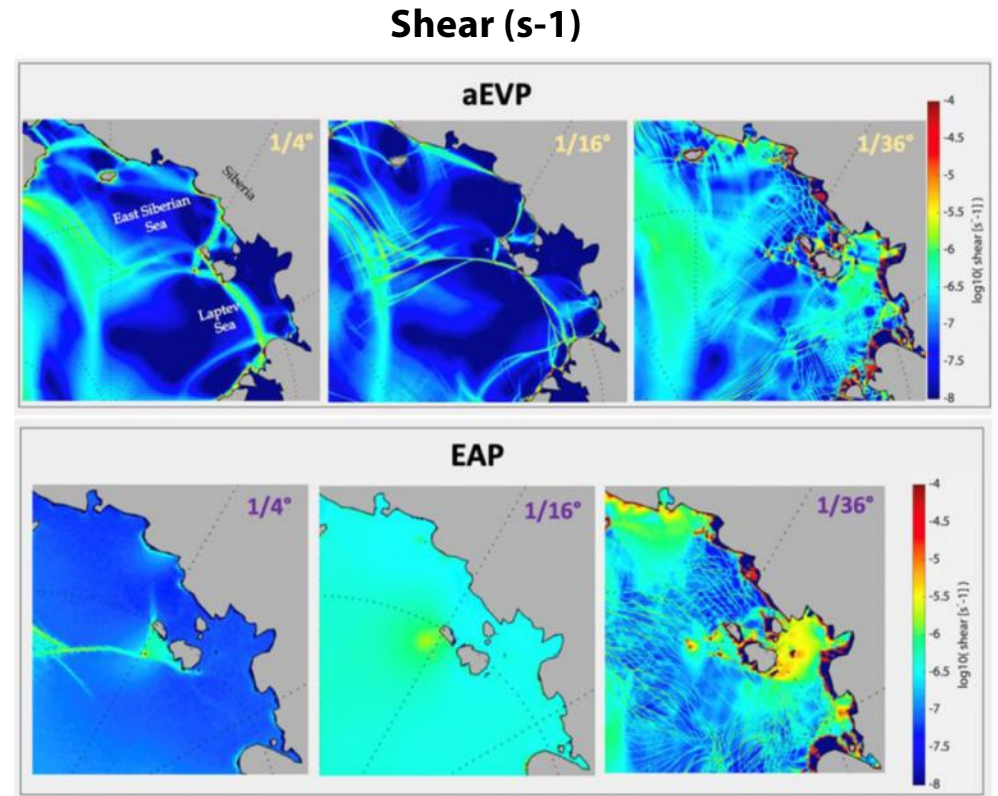 Shear (s-1)
aEVP
1/4°
1/16°
1/36°
Siberia
East Siberian
Sea
Laptev
Sea
-4
-4.5
-5
-5.5
-6
-6.5
-7
-7.5
-8
log10( shear [s^-1] )
EAP
1/4°
1/16°
1/36°
-4
-4.5
-5
-5.5
-6
-6.5
-7
-7.5
-8
log10( shear [s^-1] )